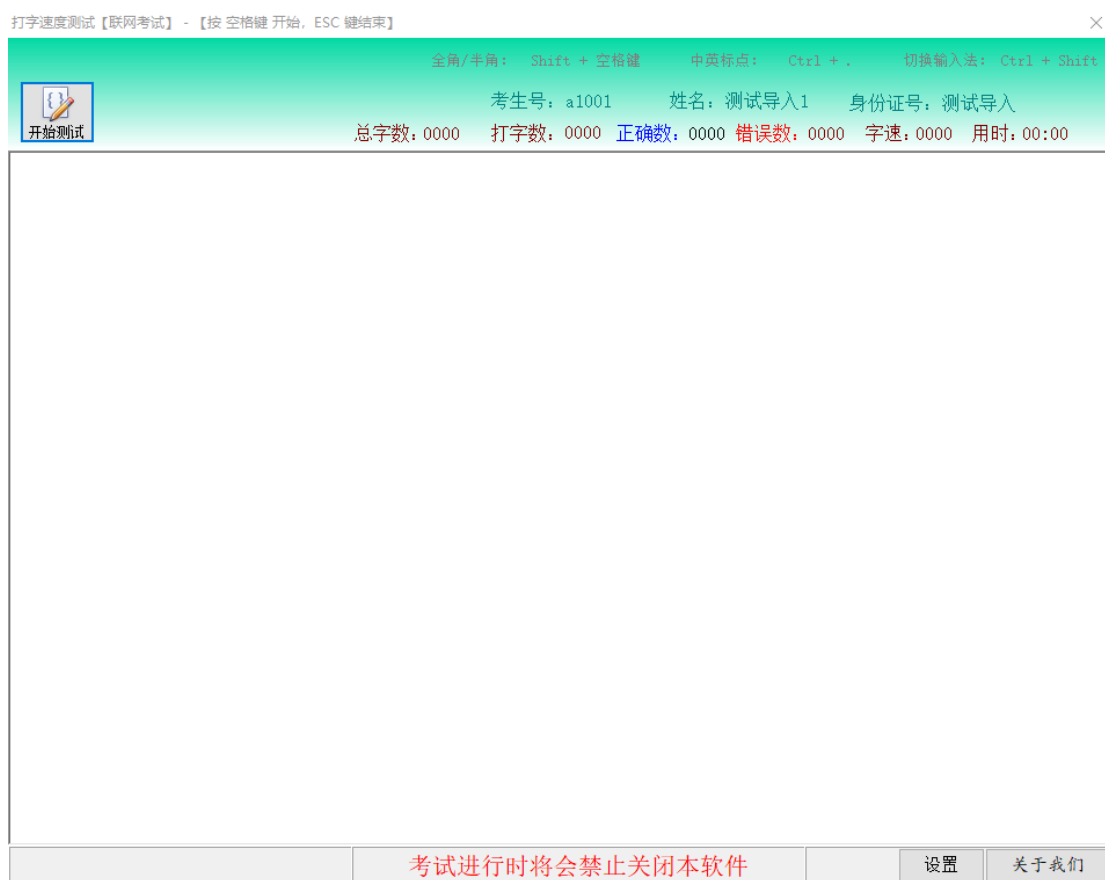 打字速度测试【联网考试】 - 【按 空格键 开始，ESC 键结束】
全角/半角： Shift + 空格键 中英标点： Ctrl + . 切换输入法： Ctrl + Shift
开始测试
考生号：a1001 姓名：测试导入1 身份证号：测试导入
总字数：0000 打字数：0000 正确数：0000 错误数：0000 字速：0000 用时：00:00
考试进行时将会禁止关闭本软件 设置 关于我们